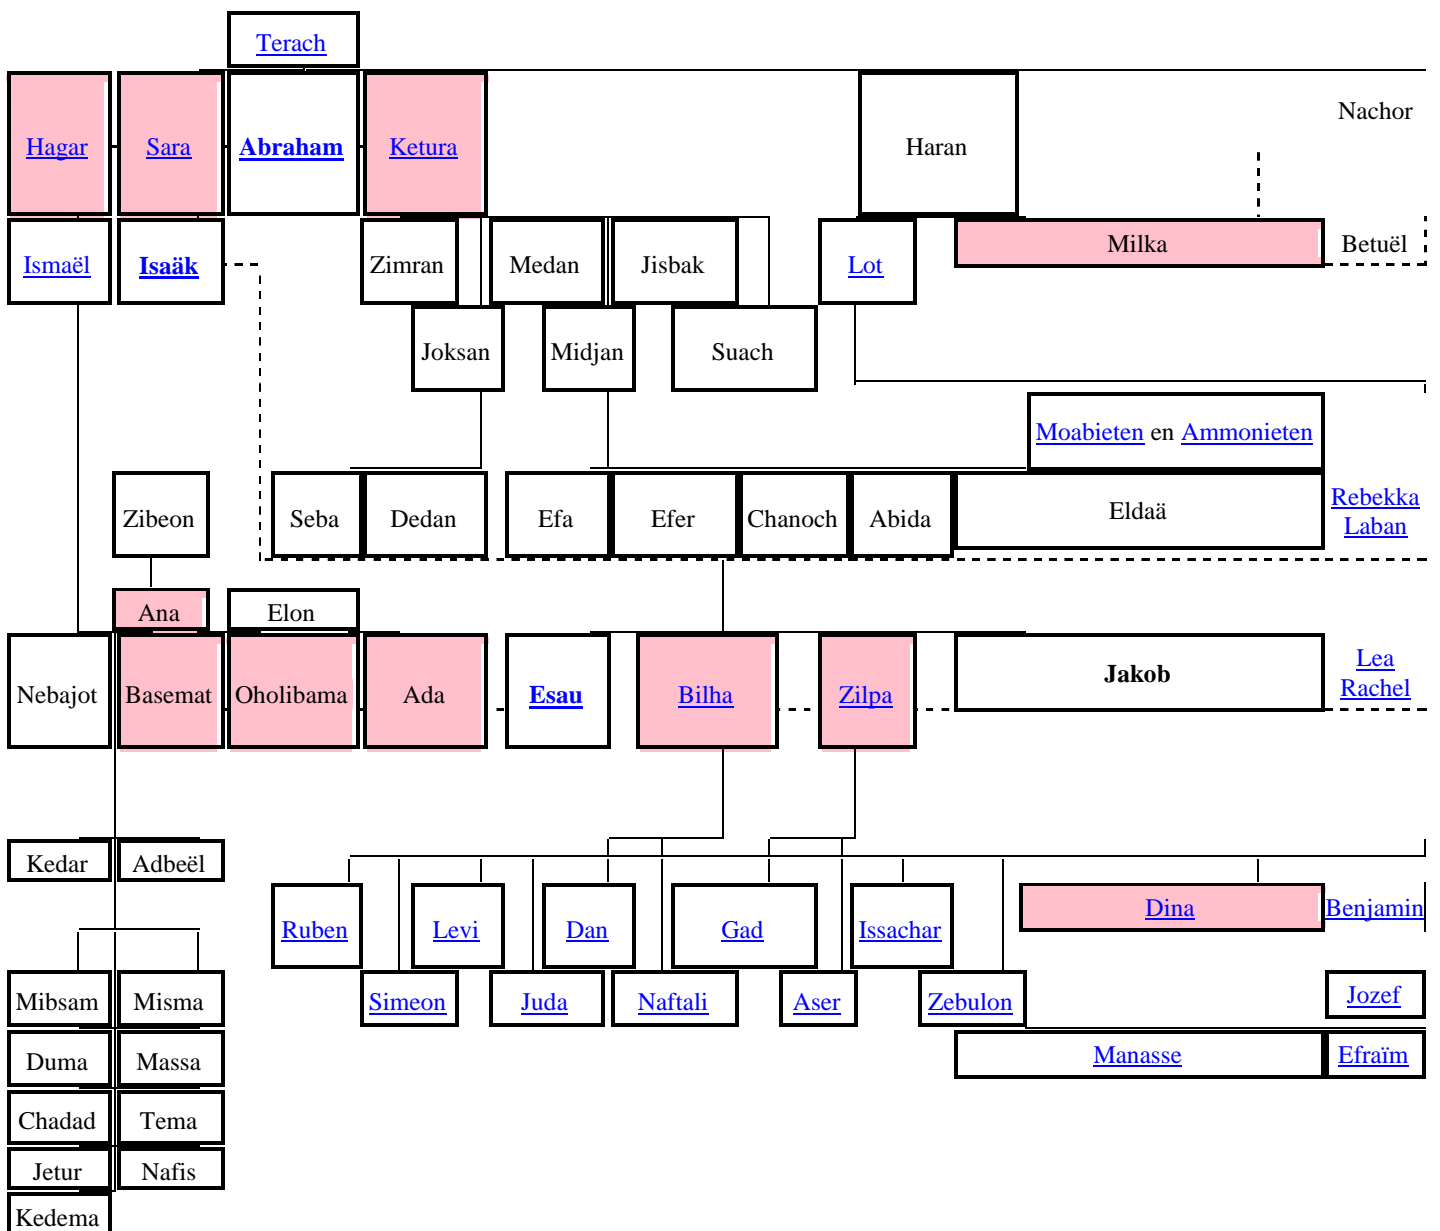 Terach
Hagar
Sara
Abraham
Ketura
Haran
Nachor
Ismaël
Isaäk
Zimran
Medan
Jisbak
Lot
Milka
Betuël
Joksan
Midjan
Suach
Moabieten en Ammonieten
Zibeon
Seba
Dedan
Efa
Efer
Chanoch
Abida
Eldaä
Rebekka
Laban
Ana
Elon
Nebajot
Basemat
Oholibama
Ada
Esau
Bilha
Zilpa
Jakob
Lea
Rachel
Kedar
Adbeël
Ruben
Levi
Dan
Gad
Issachar
Dina
Benjamin
Mibsam
Misma
Simeon
Juda
Naftali
Aser
Zebulon
Jozef
Duma
Massa
Manasse
Efraïm
Chadad
Tema
Jetur
Nafis
Kedema